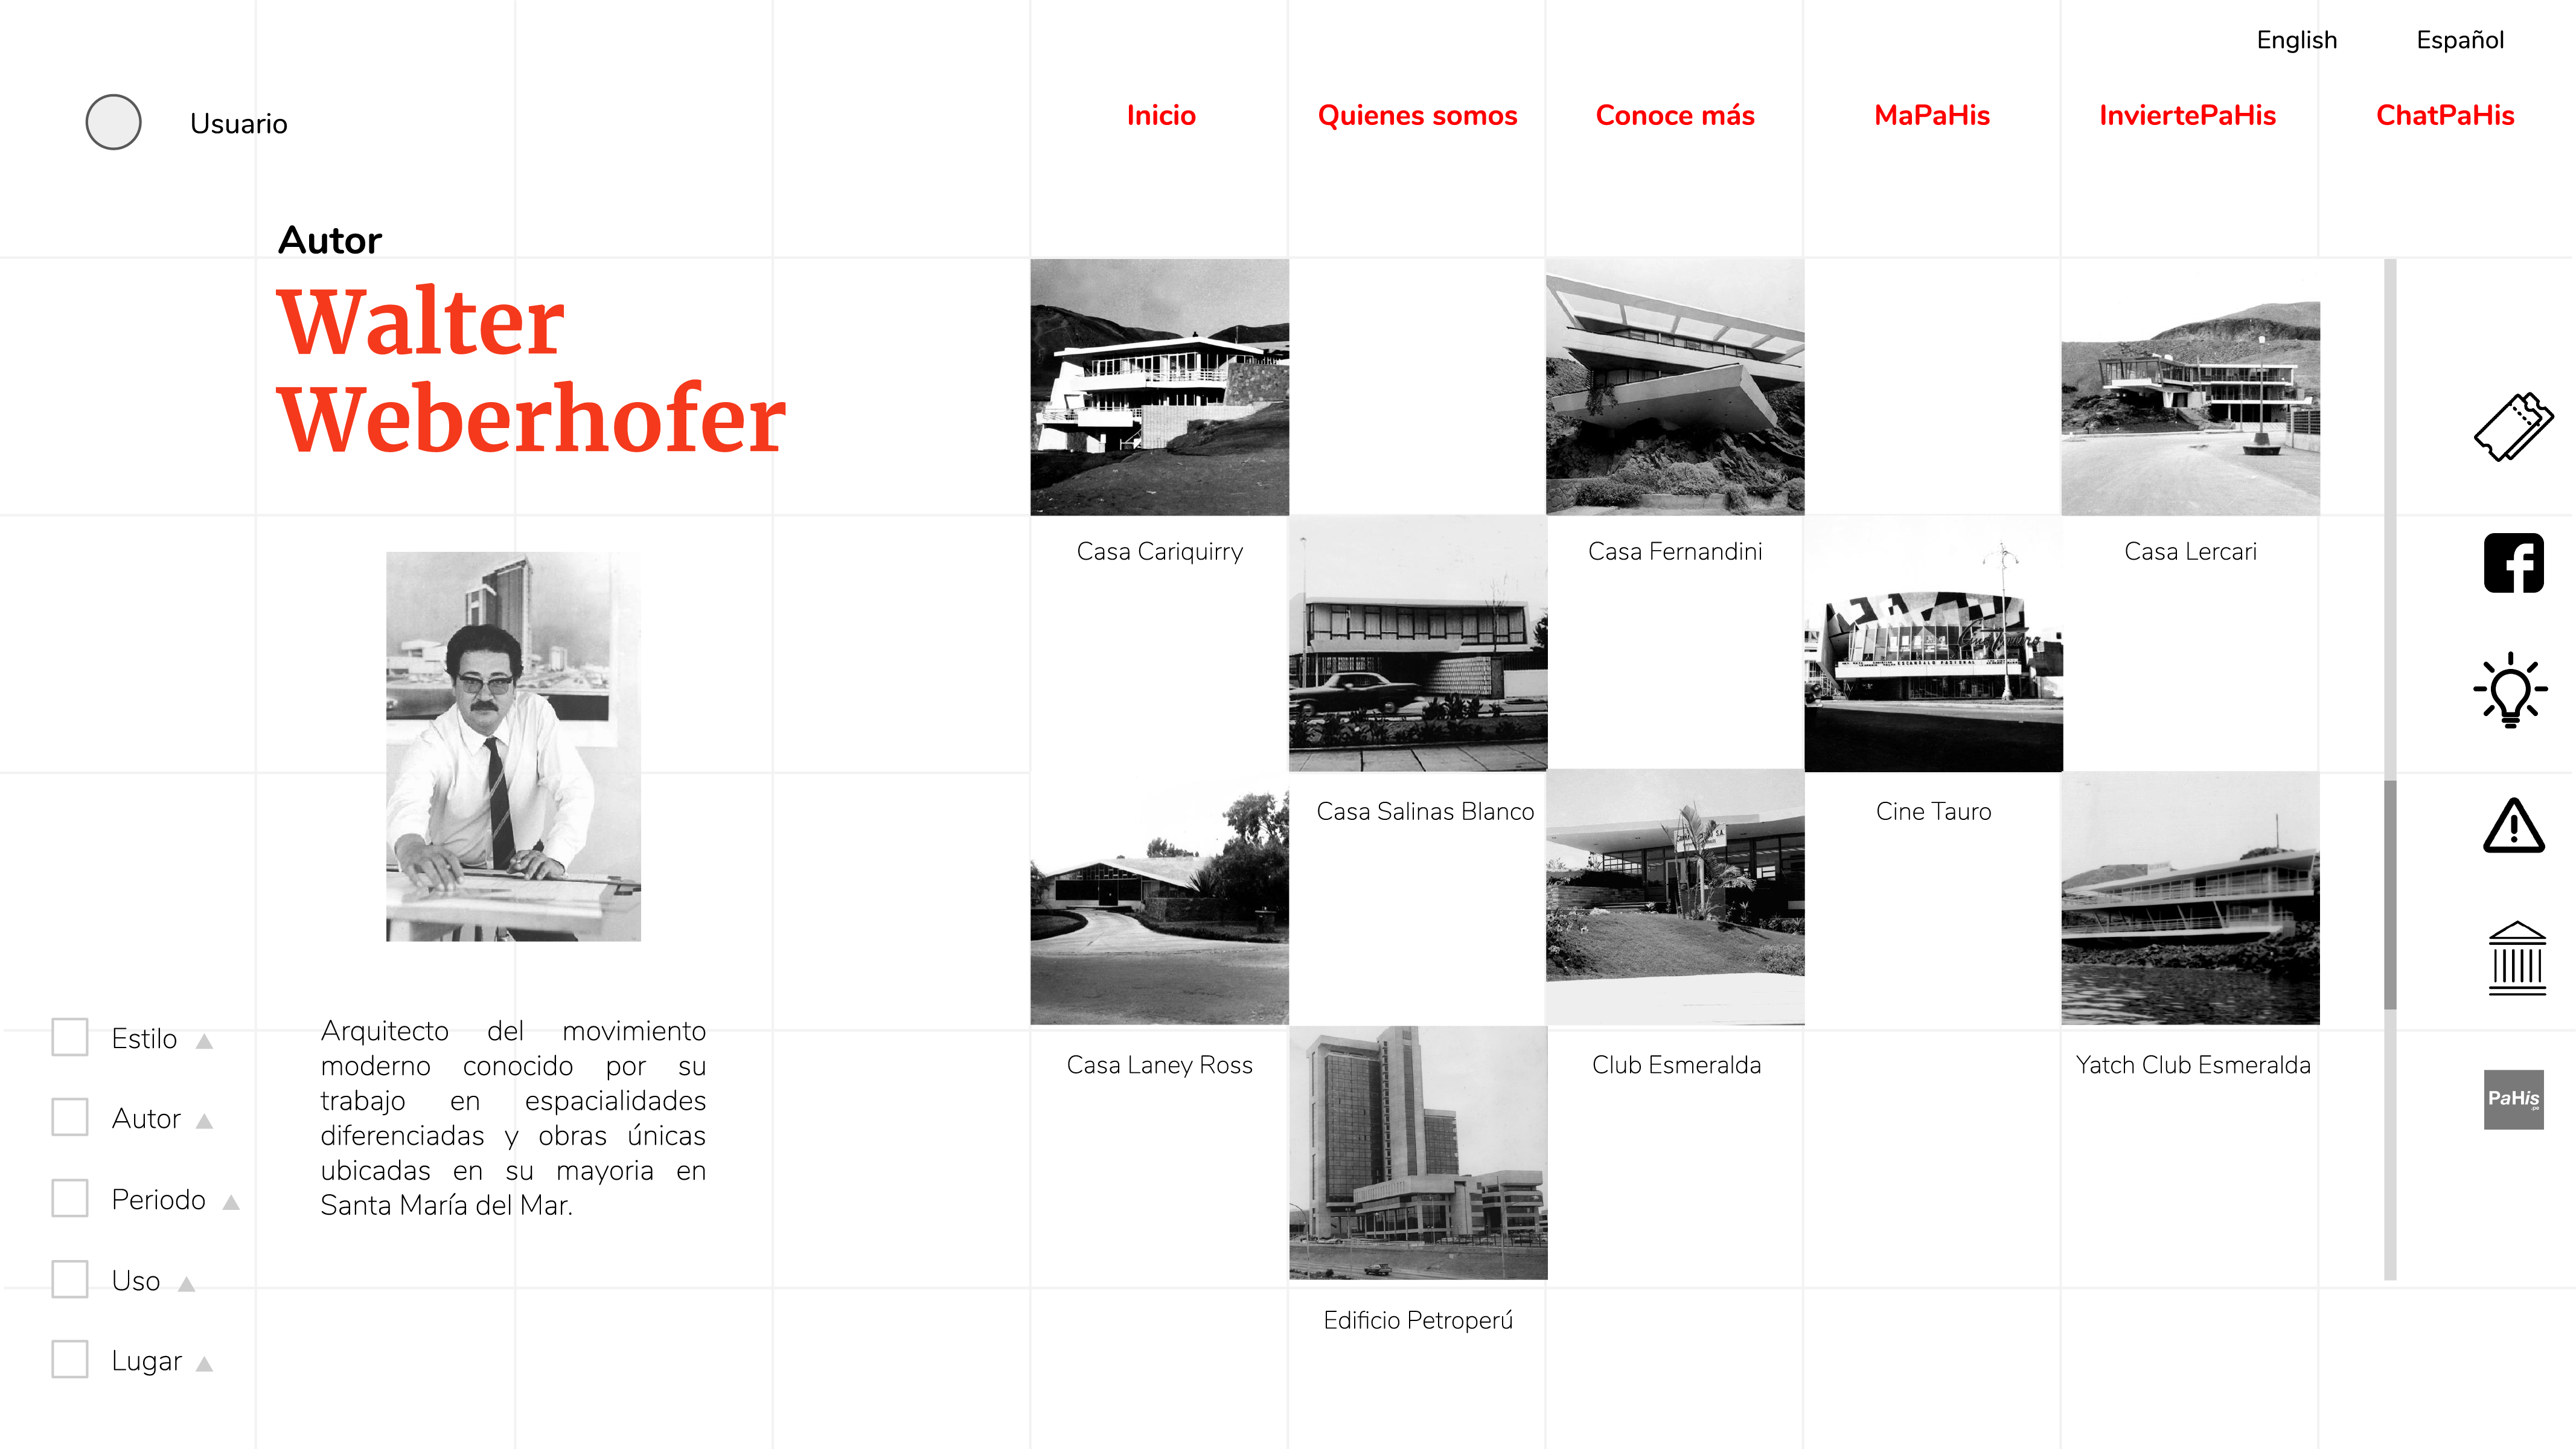 English Español
Usuario
Inicio Quienes somos Conoce más MaPaHis InviertePaHis ChatPaHis
Autor
Walter
Weberhofer
Casa Cariquirry Casa Fernandini Casa Lercari
Casa Salinas Blanco Cine Tauro
Casa Laney Ross Club Esmeralda Yatch Club Esmeralda
Edificio Petroperú
Arquitecto del movimiento
moderno conocido por su
trabajo en espacialidades
diferenciadas y obras únicas
ubicadas en su mayoria en
Santa María del Mar.
Estilo
Autor
Periodo
Uso
Lugar
PaHis
.pe